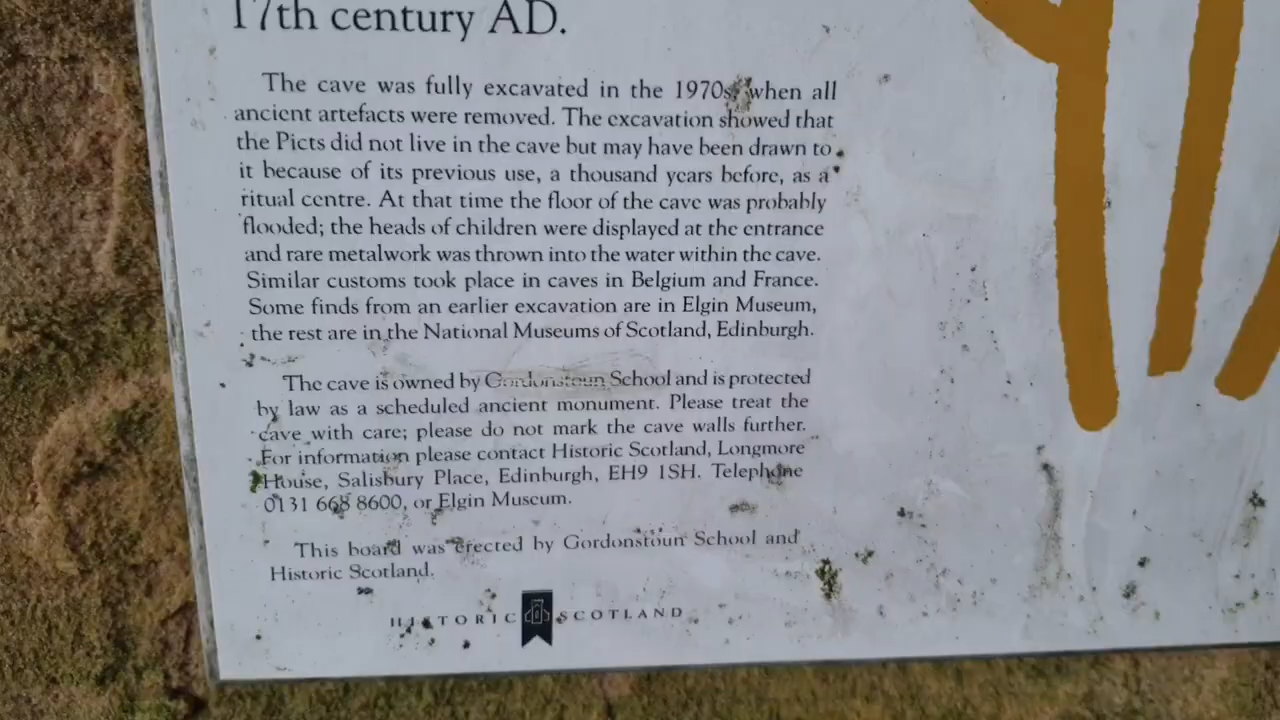 17th century AD.
The cave was fully excavated in the 1970s, when all
ancient artefacts were removed. The excavation showed that
the Picts did not live in the cave but may have been drawn to
it because of its previous use, a thousand years before, as a
ritual centre. At that time the floor of the cave was probably
flooded; the heads of children were displayed at the entrance
and rare metalwork was thrown into the water within the cave.
Similar customs took place in caves in Belgium and France.
Some finds from an earlier excavation are in Elgin Museum,
the rest are in the National Museums of Scotland, Edinburgh.
The cave is owned by Gordonstoun School and is protected
by law as a scheduled ancient monument. Please treat the
cave with care; please do not mark the cave walls further.
For information please contact Historic Scotland, Longmore
House, Salisbury Place, Edinburgh, EH9 1SH. Telephone
0131 668 8600, or Elgin Museum.
This board was erected by Gordonstoun School and
Historic Scotland.
HISTORIC SCOTLAND